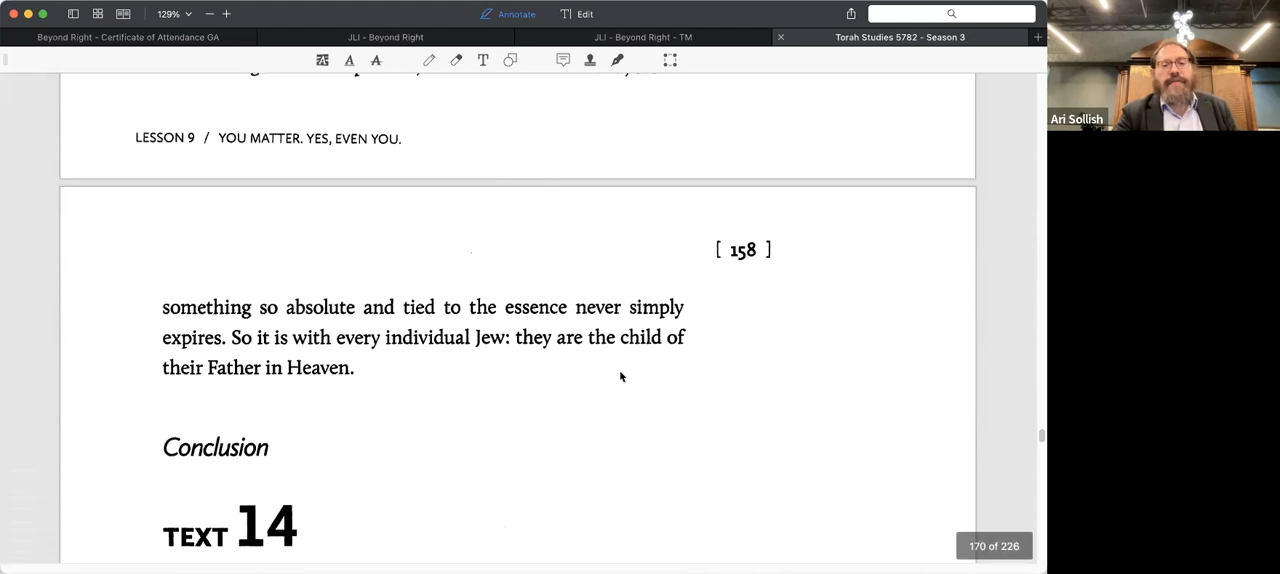 129%
Annotate
Edit
Beyond Right - Certificate of Attendance GA
JLI - Beyond Right
JLI - Beyond Right - TM
Torah Studies 5782 - Season 3
LESSON 9 / YOU MATTER. YES, EVEN YOU.
[ 158 ]
something so absolute and tied to the essence never simply
expires. So it is with every individual Jew: they are the child of
their Father in Heaven.
Conclusion
TEXT 14
170 of 226
Ari Sollish